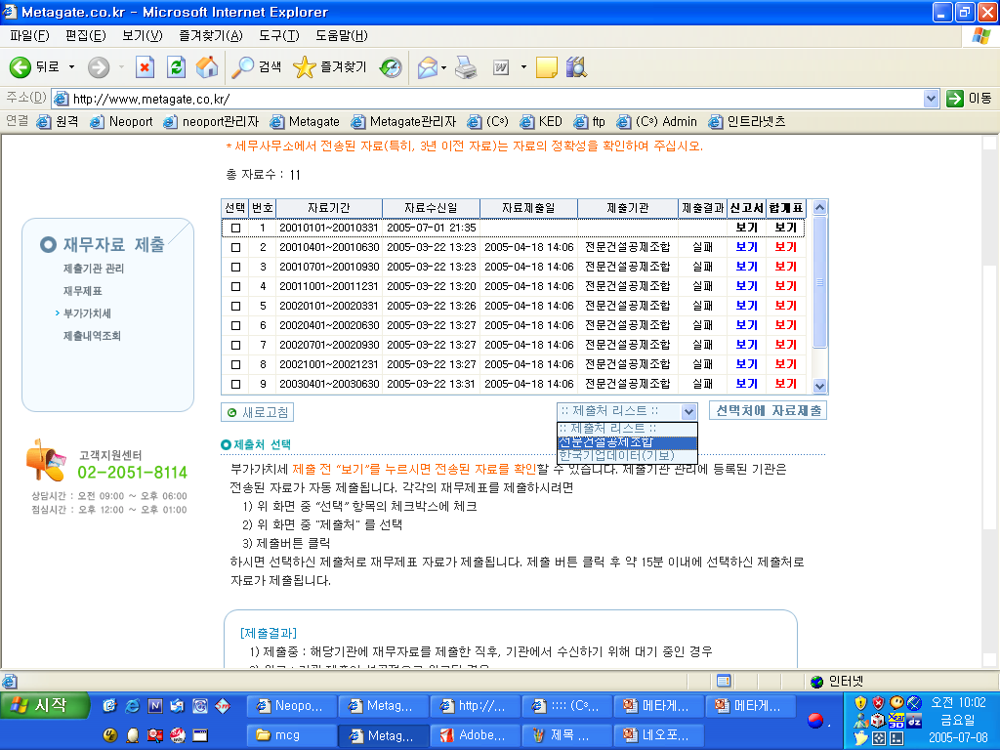 Metagate.co.kr - Microsoft Internet Explorer
파일(F) 편집(E) 보기(V) 즐겨찾기(A) 도구(T) 도움말(H)
뒤로 검색 즐겨찾기
주소(D) http://www.metagate.co.kr/ 이동
연결 원격 Neoport neoport관리자 Metagate Metagate관리자 (C³) KED ftp (C³) Admin 인트라넷츠
* 세무사무소에서 전송된 자료(특히, 3년 이전 자료)는 자료의 정확성을 확인하여 주십시오.
총 자료수 : 11
선택 번호 자료기간 자료수신일 자료제출일 제출기관 제출결과 신고서 합계표
1 20010101~20010331 2005-07-01 21:35 보기 보기
2 20010401~20010630 2005-03-22 13:23 2005-04-18 14:06 전문건설공제조합 실패 보기 보기
3 20010701~20010930 2005-03-22 13:23 2005-04-18 14:06 전문건설공제조합 실패 보기 보기
4 20011001~20011231 2005-03-22 13:20 2005-04-18 14:06 전문건설공제조합 실패 보기 보기
5 20020101~20020331 2005-03-22 13:26 2005-04-18 14:06 전문건설공제조합 실패 보기 보기
6 20020401~20020630 2005-03-22 13:27 2005-04-18 14:06 전문건설공제조합 실패 보기 보기
7 20020701~20020930 2005-03-22 13:27 2005-04-18 14:06 전문건설공제조합 실패 보기 보기
8 20021001~20021231 2005-03-22 13:27 2005-04-18 14:06 전문건설공제조합 실패 보기 보기
9 20030401~20030630 2005-03-22 13:31 2005-04-18 14:06 전문건설공제조합 실패 보기 보기
재무자료 제출
제출기관 관리
재무제표
› 부가가치세
제출내역조회
고객지원센터
02-2051-8114
상담시간 : 오전 09:00 ~ 오후 06:00
점심시간 : 오후 12:00 ~ 오후 01:00
새로고침 :: 제출처 리스트 :: 선택처에 자료제출
:: 제출처 리스트 ::
전문건설공제조합
한국기업데이터(기보)
제출처 선택
부가가치세 제출 전 “보기”를 누르시면 전송된 자료를 확인할 수 있습니다. 제출기관 관리에 등록된 기관은
전송된 자료가 자동 제출됩니다. 각각의 재무제표를 제출하시려면
1) 위 화면 중 “선택” 항목의 체크박스에 체크
2) 위 화면 중 "제출처" 를 선택
3) 제출버튼 클릭
하시면 선택하신 제출처로 재무제표 자료가 제출됩니다. 제출 버튼 클릭 후 약 15분 이내에 선택하신 제출처로
자료가 제출됩니다.
[제출결과]
1) 제출중 : 해당기관에 재무자료를 제출한 직후, 기관에서 수신하기 위해 대기 중인 경우
인터넷
시작 Neopo... Metag... http://... :::: (C³... 메타게... 메타게... 오전 10:02
mcg Metag... Adobe... 제목 ... 네오포... 금요일
2005-07-08